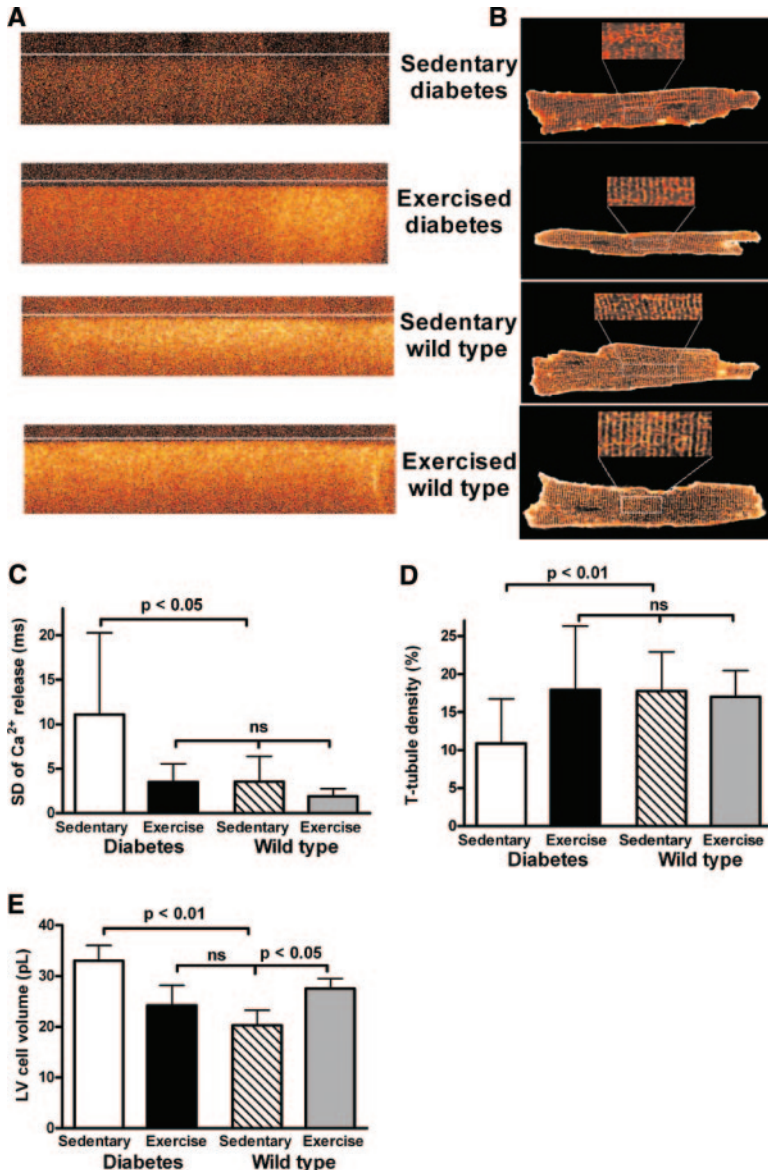 A
B
Sedentary
diabetes
Exercised
diabetes
Sedentary
wild type
Exercised
wild type
C
SD of Ca²⁺
release (ms)
20
15
10
5
0
p < 0.05
ns
Sedentary Exercise Sedentary Exercise
Diabetes Wild type
D
T-tubule density (%)
25
20
15
10
5
0
p < 0.01
ns
Sedentary Exercise Sedentary Exercise
Diabetes Wild type
E
LV cell volume (pL)
40
30
20
10
0
p < 0.01
ns p < 0.05
Sedentary Exercise Sedentary Exercise
Diabetes Wild type